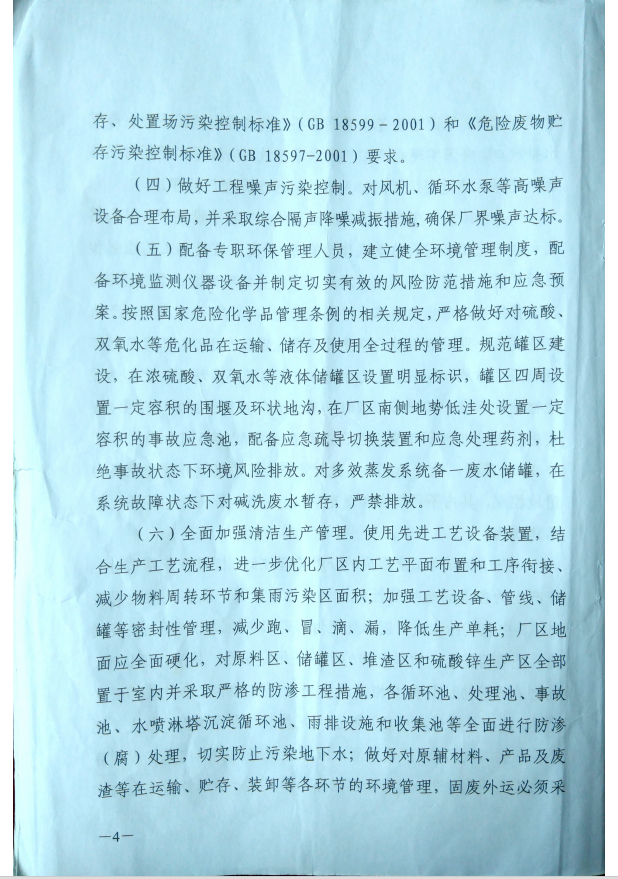 存、处置场污染控制标准》(GB 18599－2001) 和《危险废物贮
存污染控制标准》(GB 18597-2001) 要求。
（四）做好工程噪声污染控制。对风机、循环水泵等高噪声
设备合理布局，并采取综合隔声降噪减振措施，确保厂界噪声达标。
（五）配备专职环保管理人员，建立健全环境管理制度，配
备环境监测仪器设备并制定切实有效的风险防范措施和应急预
案。按照国家危险化学品管理条例的相关规定，严格做好对硫酸、
双氧水等危化品在运输、储存及使用全过程的管理。规范罐区建
设，在浓硫酸、双氧水等液体储罐区设置明显标识，罐区四周设
置一定容积的围堰及环状地沟，在厂区南侧地势低洼处设置一定
容积的事故应急池，配备应急疏导切换装置和应急处理药剂，杜
绝事故状态下环境风险排放。对多效蒸发系统备一废水储罐，在
系统故障状态下对碱洗废水暂存，严禁排放。
（六）全面加强清洁生产管理。使用先进工艺设备装置，结
合生产工艺流程，进一步优化厂区内工艺平面布置和工序衔接、
减少物料周转环节和集雨污染区面积；加强工艺设备、管线、储
罐等密封性管理，减少跑、冒、滴、漏，降低生产单耗；厂区地
面应全面硬化，对原料区、储罐区、堆渣区和硫酸锌生产区全部
置于室内并采取严格的防渗工程措施，各循环池、处理池、事故
池、水喷淋塔沉淀循环池、雨排设施和收集池等全面进行防渗
（腐）处理，切实防止污染地下水；做好对原辅材料、产品及废
渣等在运输、贮存、装卸等各环节的环境管理，固废外运必须采
—4—